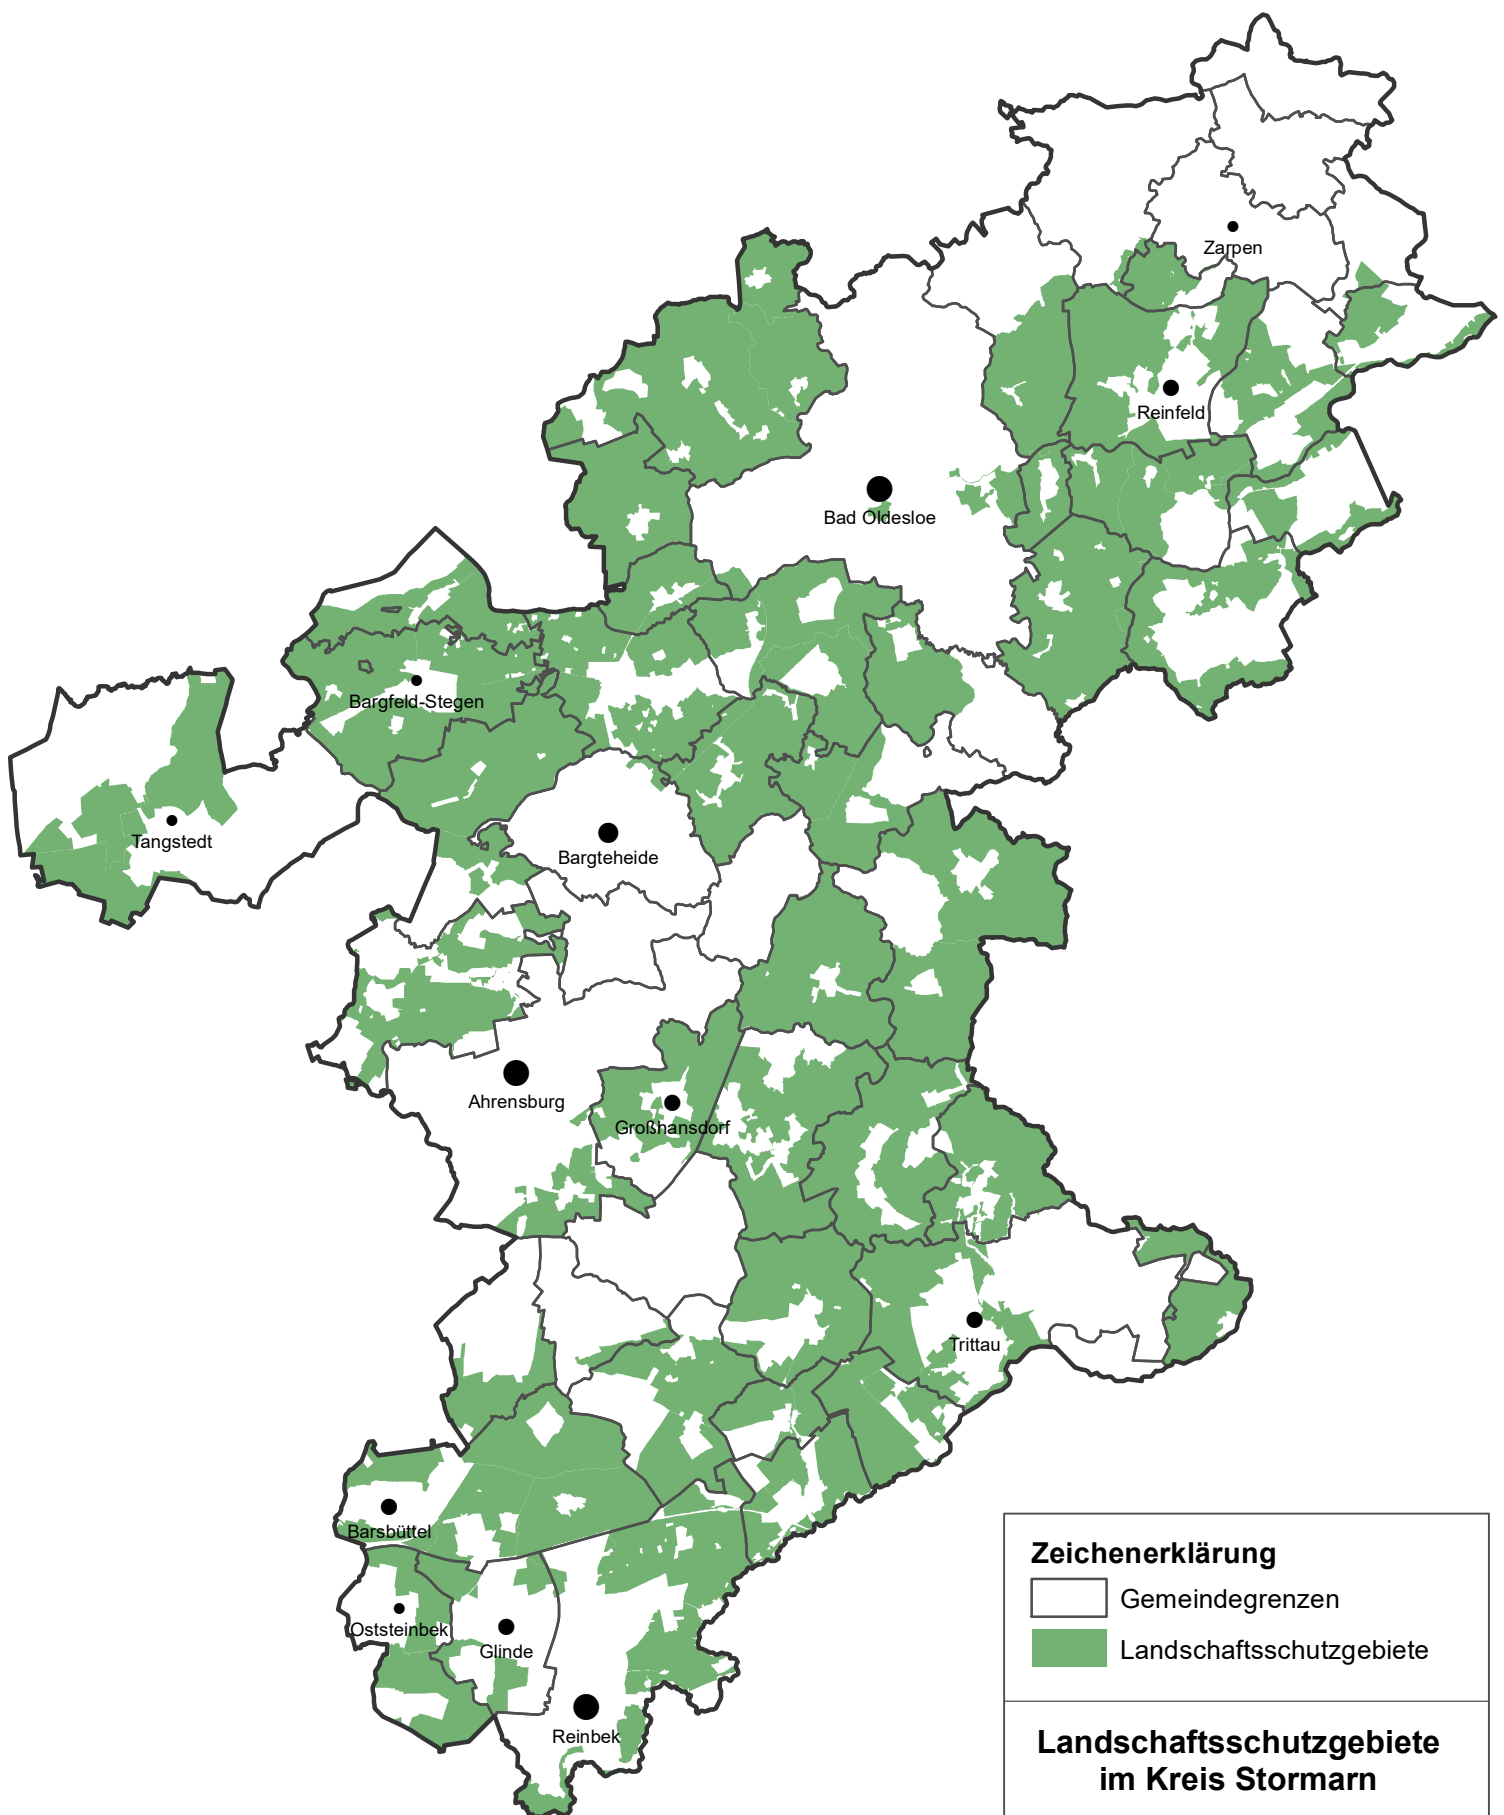 Zarpen
Reinfeld
Bad Oldesloe
Bargfeld-Stegen
Tangstedt
Bargteheide
Ahrensburg
Großhansdorf
Trittau
Barsbüttel
Oststeinbek
Glinde
Reinbek
Zeichenerklärung
Gemeindegrenzen
Landschaftsschutzgebiete
Landschaftsschutzgebiete
im Kreis Stormarn